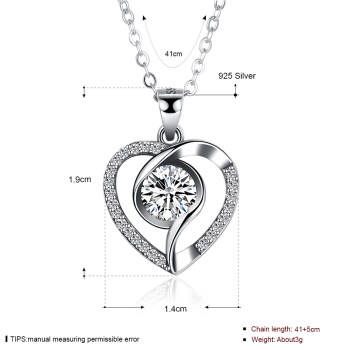 41cm
925 Silver
1.9cm
1.4cm
Chain length: 41+5cm
Weight: About3g
TIPS:manual measuring permissible error